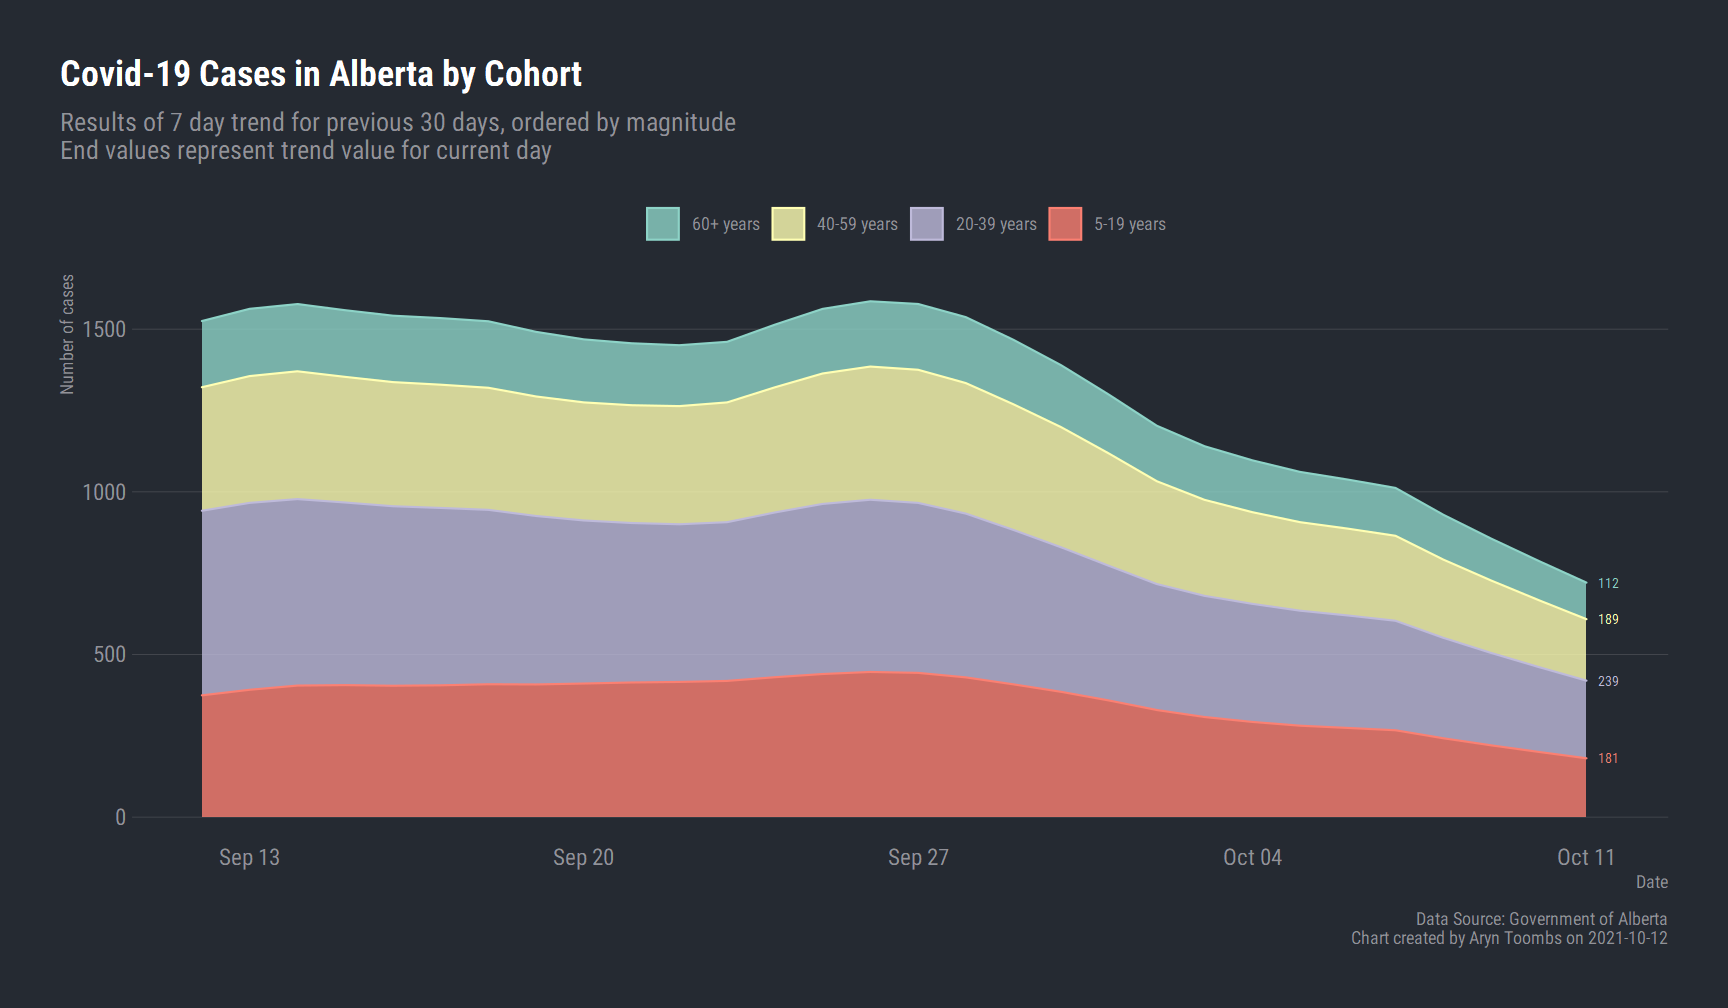 Covid-19 Cases in Alberta by Cohort
Results of 7 day trend for previous 30 days, ordered by magnitude
End values represent trend value for current day
60+ years
40-59 years
20-39 years
5-19 years
Number of cases
1500
1000
500
0
112
189
239
181
Sep 13
Sep 20
Sep 27
Oct 04
Oct 11
Date
Data Source: Government of Alberta
Chart created by Aryn Toombs on 2021-10-12